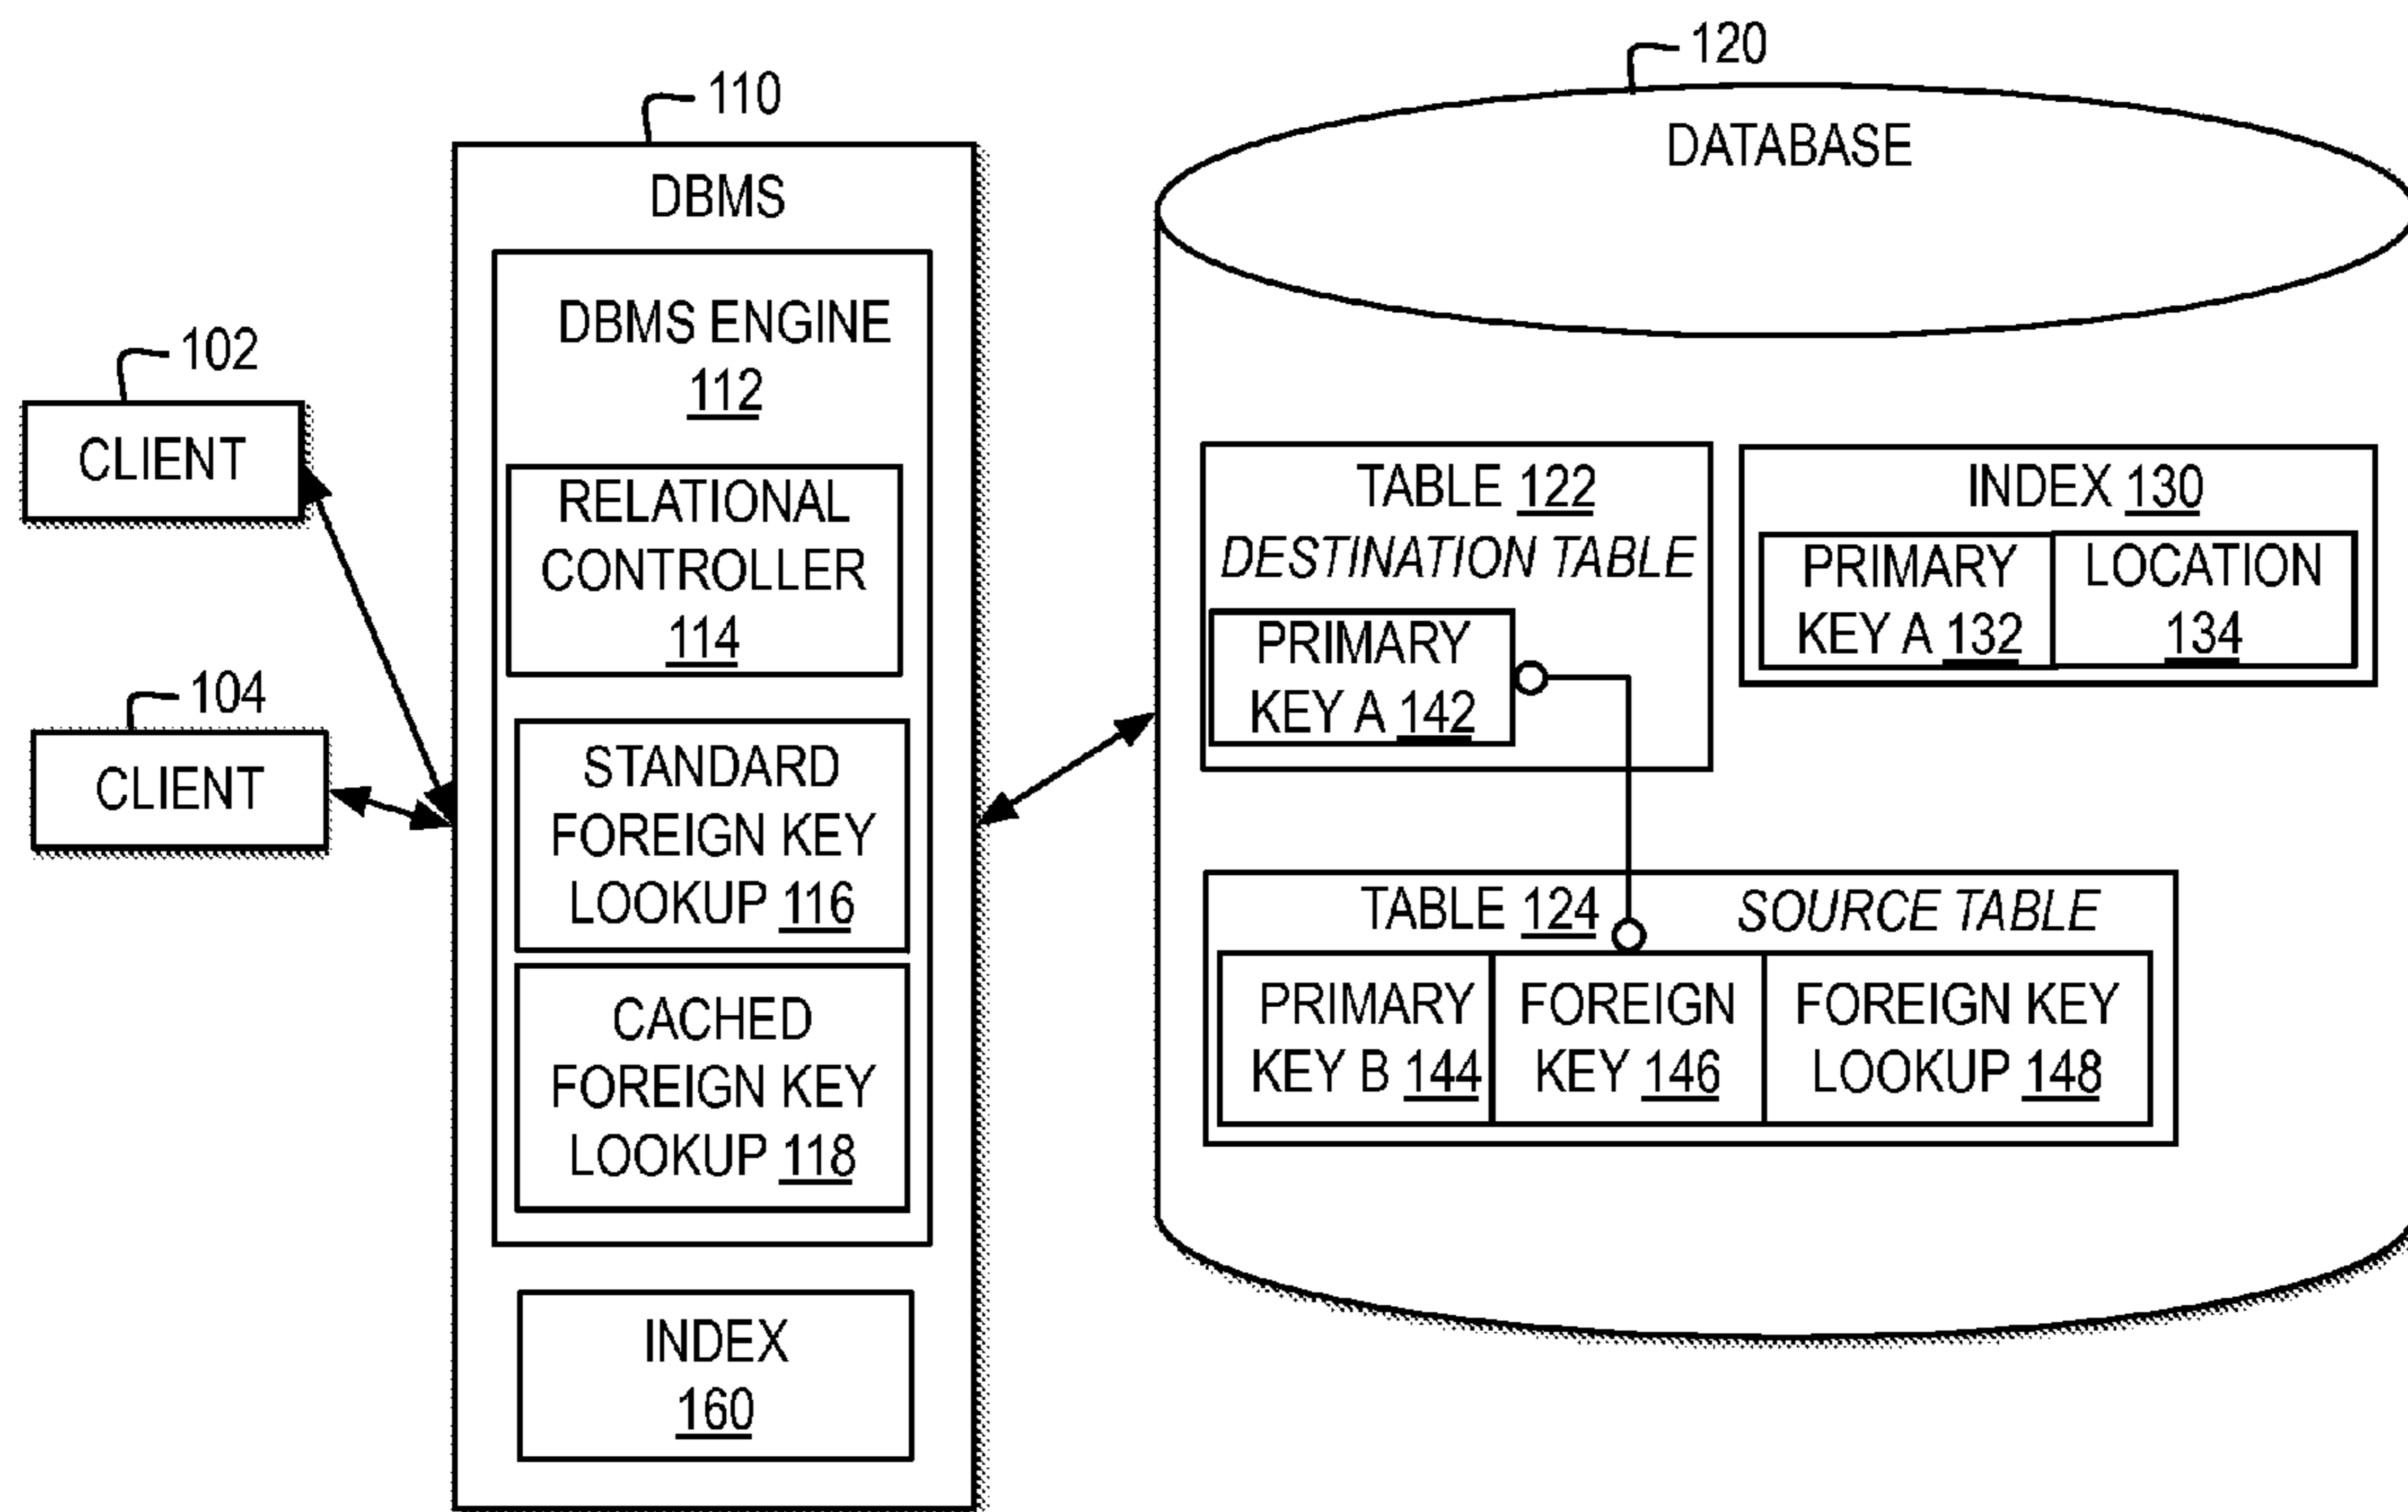 102
CLIENT
104
CLIENT
110
DBMS
DBMS ENGINE
112
RELATIONAL
CONTROLLER
114
STANDARD
FOREIGN KEY
LOOKUP 116
CACHED
FOREIGN KEY
LOOKUP 118
INDEX
160
120
DATABASE
TABLE 122
DESTINATION TABLE
PRIMARY
KEY A 142
INDEX 130
PRIMARY
KEY A 132
LOCATION
134
TABLE 124 SOURCE TABLE
PRIMARY
KEY B 144
FOREIGN
KEY 146
FOREIGN KEY
LOOKUP 148